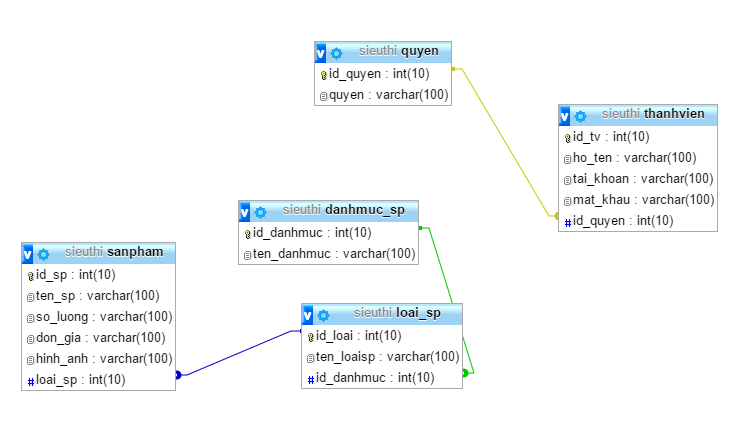 v sieuthi quyen
id_quyen : int(10)
quyen : varchar(100)
v sieuthi thanhvien
id_tv : int(10)
ho_ten : varchar(100)
tai_khoan : varchar(100)
mat_khau : varchar(100)
# id_quyen : int(10)
v sieuthi danhmuc_sp
id_danhmuc : int(10)
ten_danhmuc : varchar(100)
v sieuthi sanpham
id_sp : int(10)
ten_sp : varchar(100)
so_luong : varchar(100)
don_gia : varchar(100)
hinh_anh : varchar(100)
# loai_sp : int(10)
v sieuthi loai_sp
id_loai : int(10)
ten_loaisp : varchar(100)
# id_danhmuc : int(10)